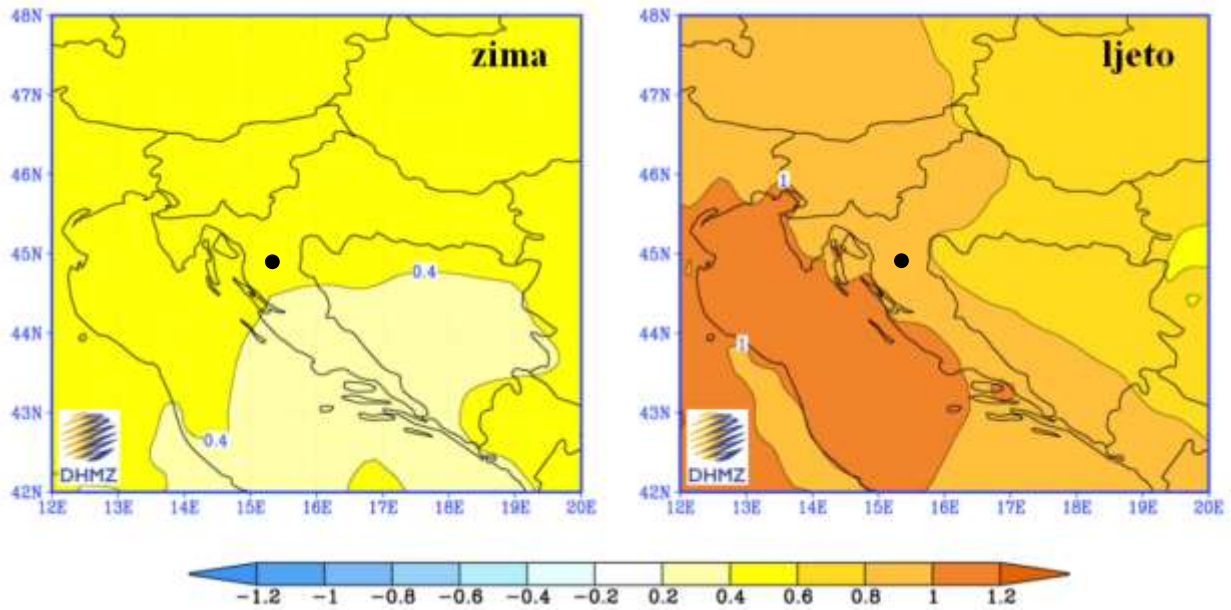 48N
zima
47N
46N
45N
0.4
44N
43N
0.4
DHMZ
42N
12E 13E 14E 15E 16E 17E 18E 19E 20E
48N
ljeto
47N
46N
1
45N
44N
1
43N
DHMZ
42N
12E 13E 14E 15E 16E 17E 18E 19E 20E
-1.2 -1 -0.8 -0.6 -0.4 -0.2 0.2 0.4 0.6 0.8 1 1.2